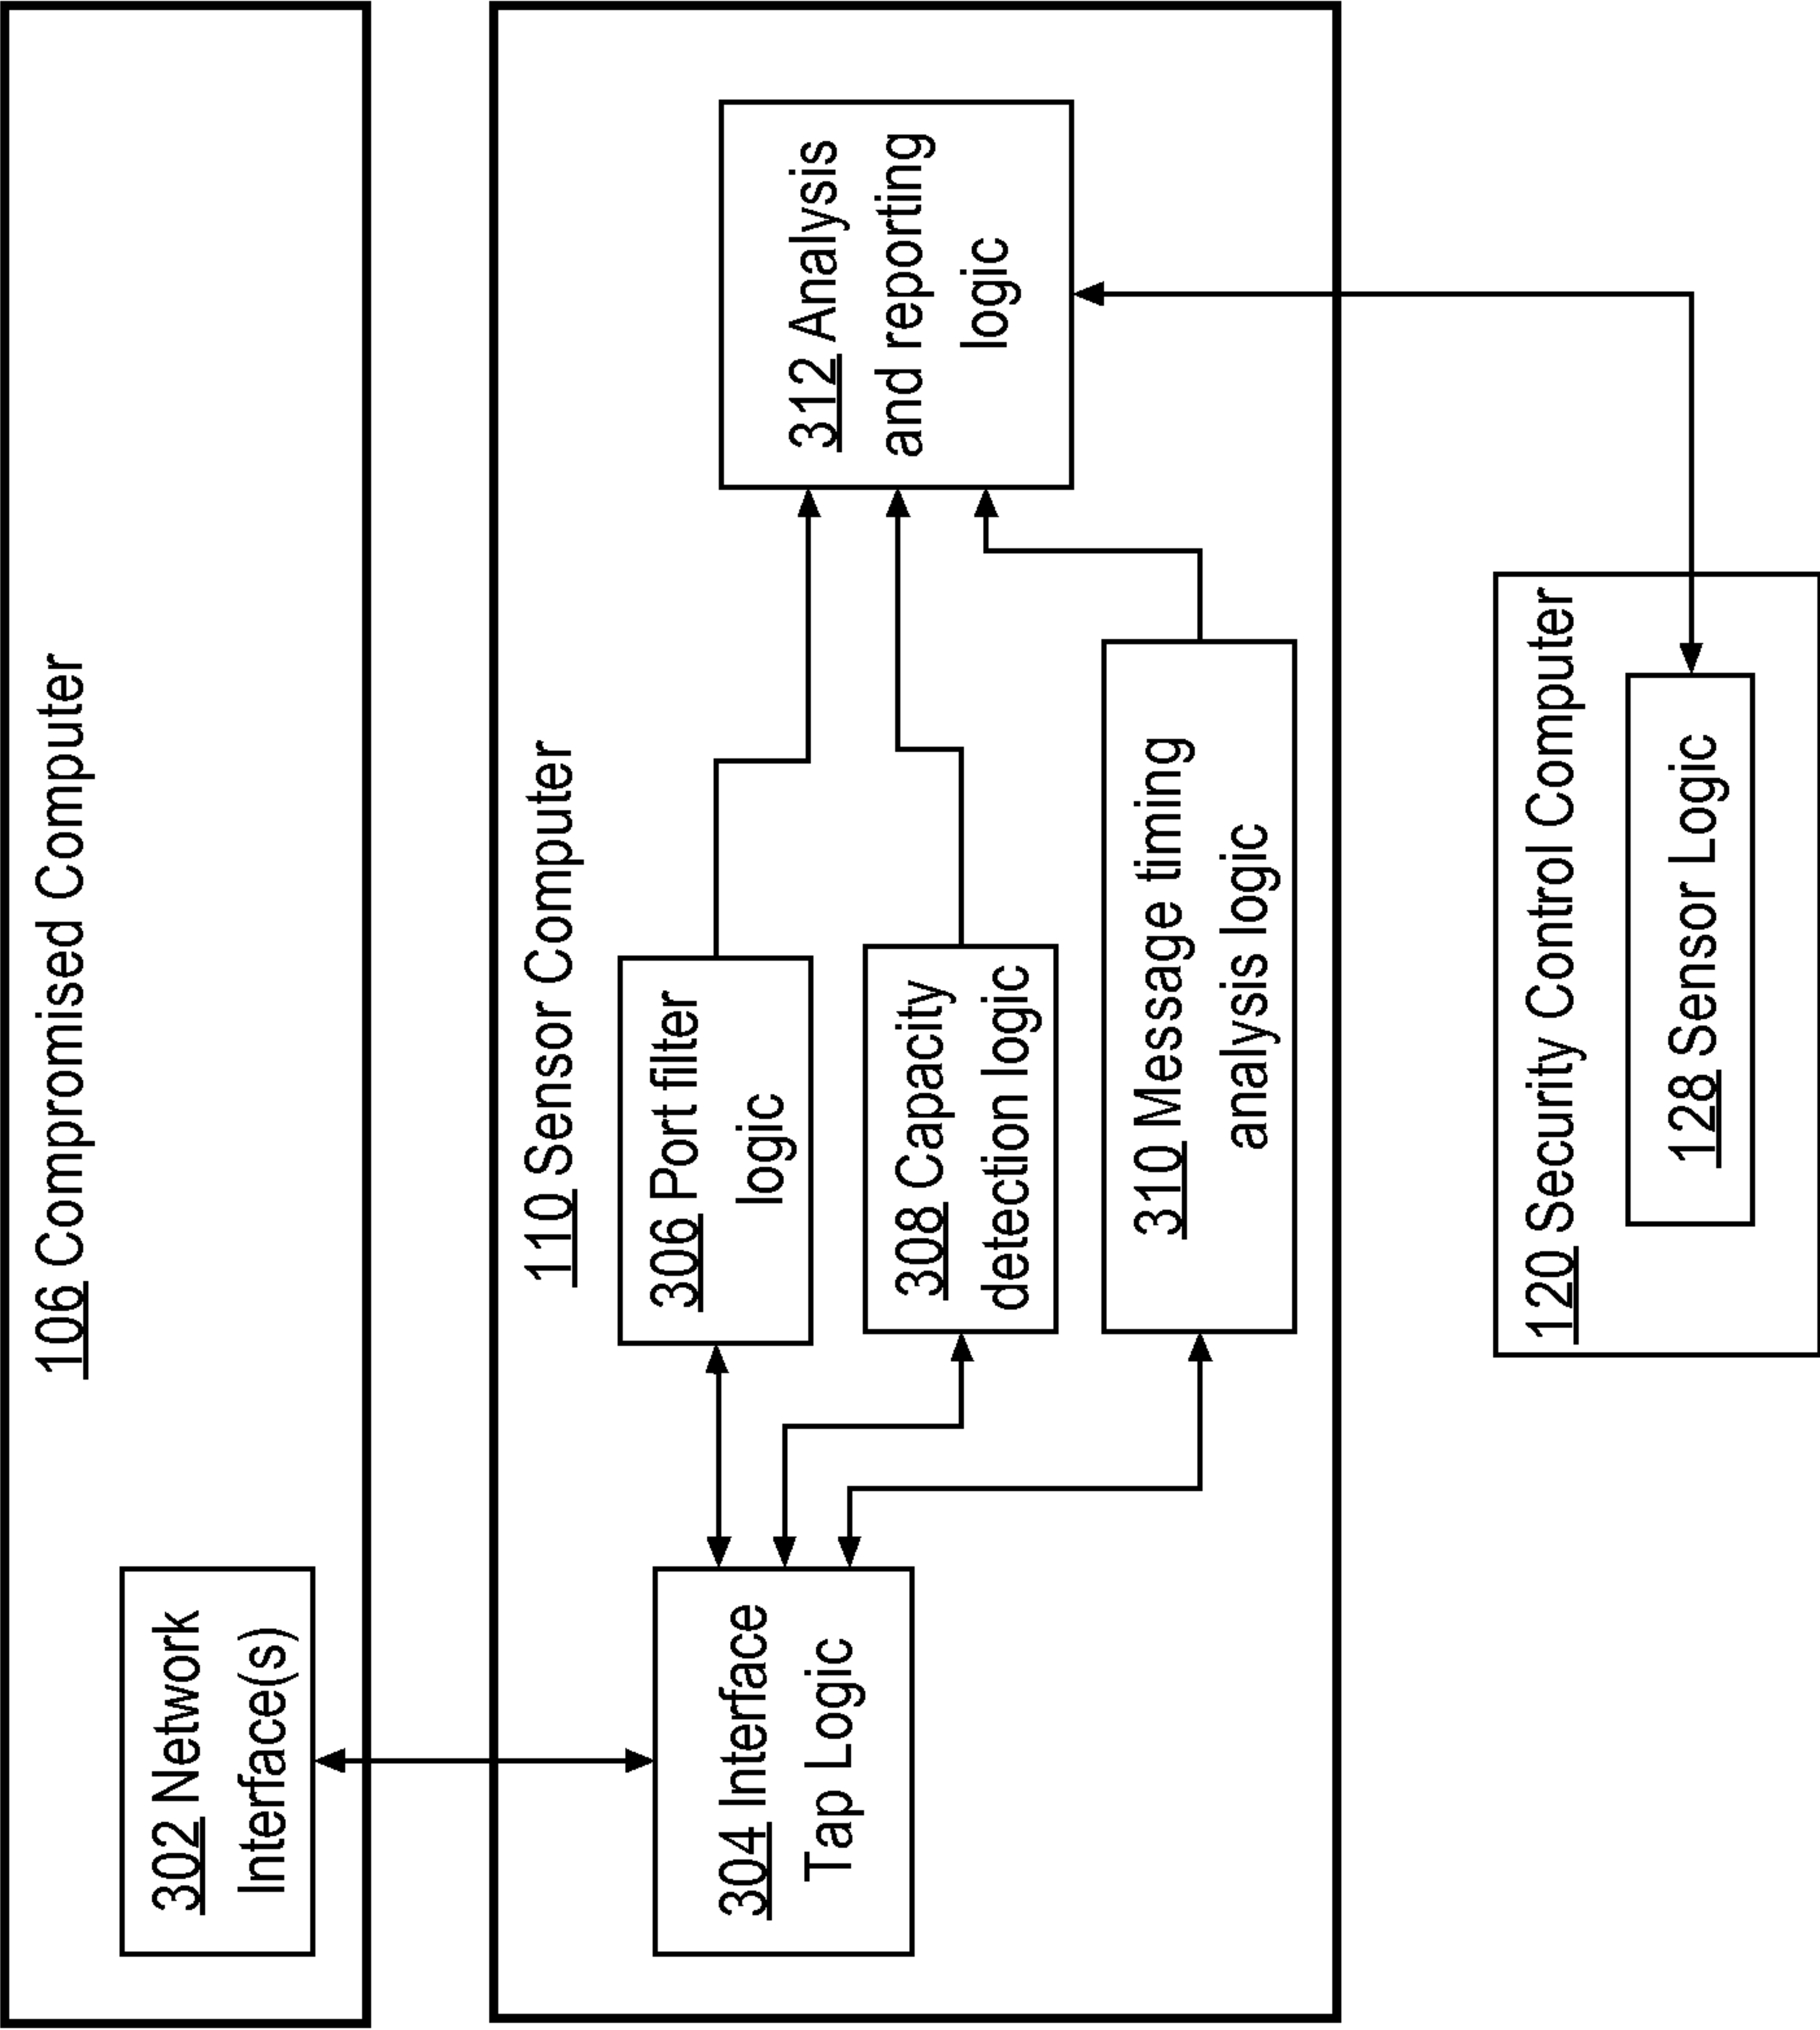 106 Compromised Computer
302 Network
Interface(s)
110 Sensor Computer
304 Interface
Tap Logic
306 Port filter
logic
308 Capacity
detection logic
310 Message timing
analysis logic
312 Analysis
and reporting
logic
120 Security Control Computer
128 Sensor Logic